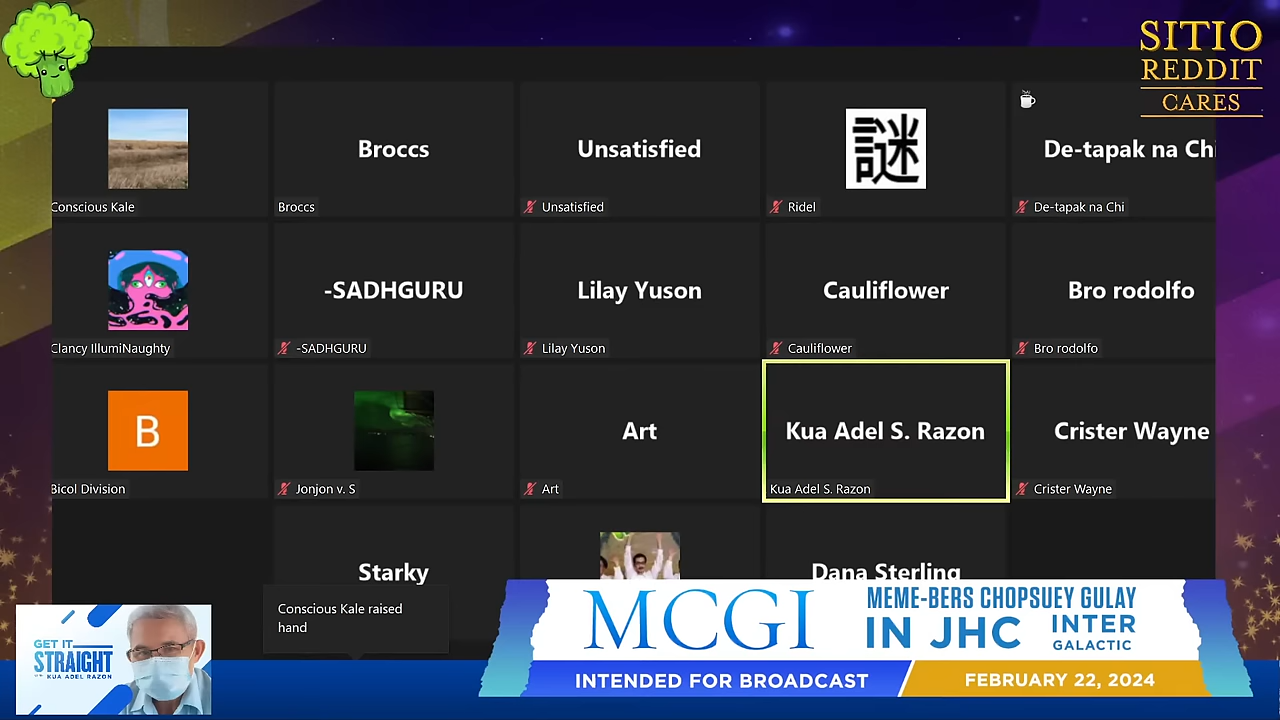 SITIO
REDDIT
CARES
Conscious Kale
Broccs
Broccs
Unsatisfied
Unsatisfied
謎
Ridel
De-tapak na Chi
De-tapak na Chi
Clancy IllumiNaughty
-SADHGURU
-SADHGURU
Lilay Yuson
Lilay Yuson
Cauliflower
Cauliflower
Bro rodolfo
Bro rodolfo
B
Bicol Division
Jonjon v. S
Art
Art
Kua Adel S. Razon
Kua Adel S. Razon
Crister Wayne
Crister Wayne
Starky
Dana Sterling
Conscious Kale raised
hand
GET IT
STRAIGHT
KUA ADEL RAZON
MCGI
MEME-BERS CHOPSUEY GULAY
IN JHC
INTER
GALACTIC
INTENDED FOR BROADCAST
FEBRUARY 22, 2024